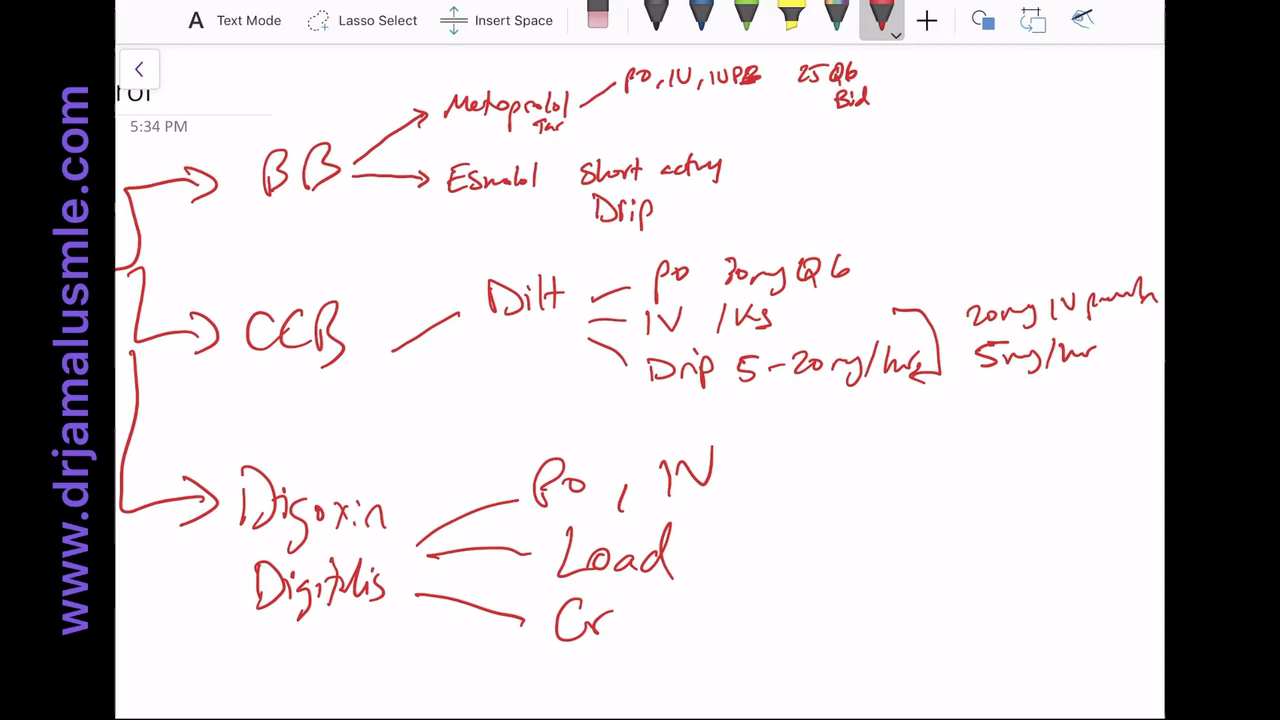 Text Mode Lasso Select Insert Space
rol
5:34 PM
www.drjamalusmle.com
BB
Metoprolol
Tar
PO, IV, IVPB 25 Q6
Bid
Esmolol Short acting
Drip
CCB
Dilt
PO 30mg Q6
IV /kg
Drip 5-20mg/hr
20mg IV push
5mg/hr
Digoxin
Digitalis
PO, IV
Load
Cr